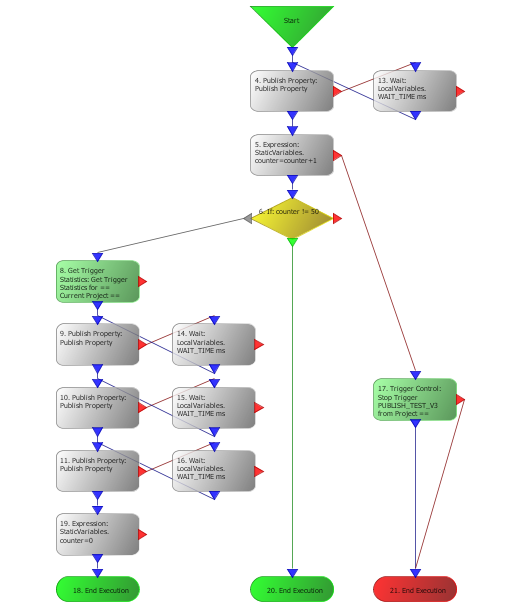 Start
4. Publish Property:
Publish Property
13. Wait:
LocalVariables.
WAIT_TIME ms
5. Expression:
StaticVariables.
counter=counter+1
6. If: counter != 50
8. Get Trigger
Statistics: Get Trigger
Statistics for ==
Current Project ==
9. Publish Property:
Publish Property
14. Wait:
LocalVariables.
WAIT_TIME ms
10. Publish Property:
Publish Property
15. Wait:
LocalVariables.
WAIT_TIME ms
17. Trigger Control:
Stop Trigger
PUBLISH_TEST_V3
from Project ==
11. Publish Property:
Publish Property
16. Wait:
LocalVariables.
WAIT_TIME ms
19. Expression:
StaticVariables.
counter=0
18. End Execution
20. End Execution
21. End Execution